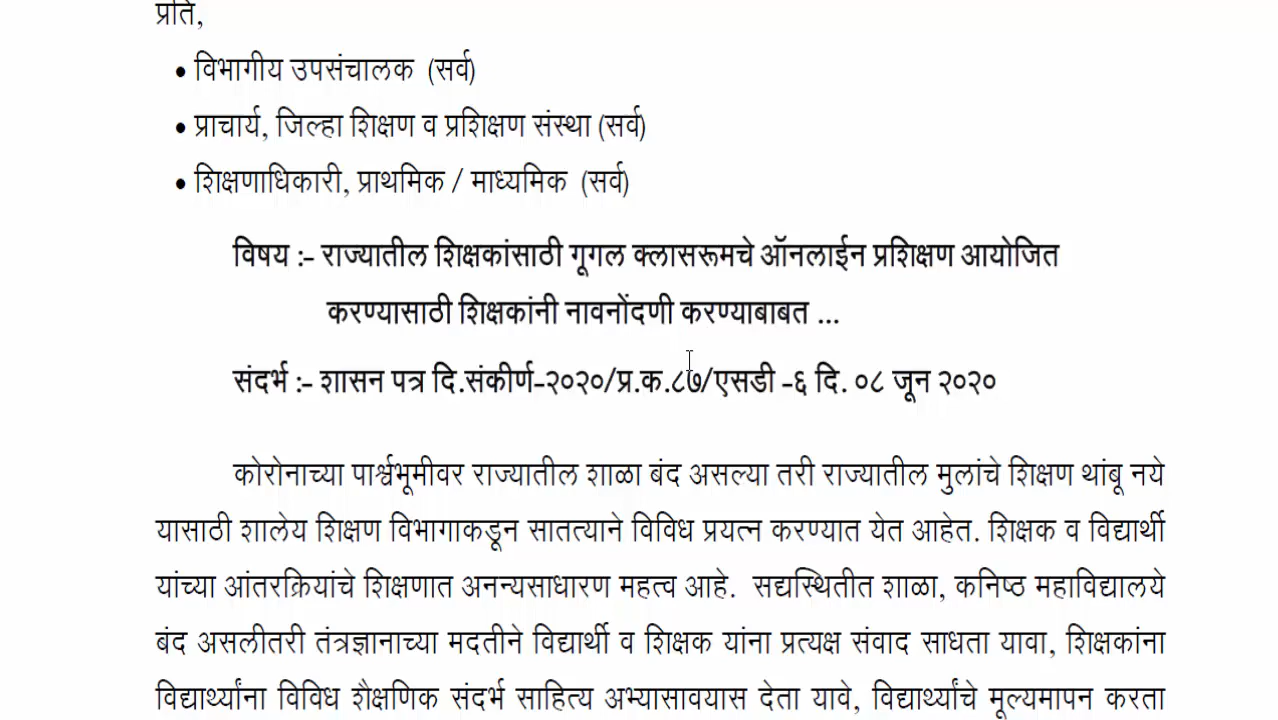 प्रति,
• विभागीय उपसंचालक (सर्व)
• प्राचार्य, जिल्हा शिक्षण व प्रशिक्षण संस्था (सर्व)
• शिक्षणाधिकारी, प्राथमिक / माध्यमिक (सर्व)
विषय :- राज्यातील शिक्षकांसाठी गूगल क्लासरूमचे ऑनलाईन प्रशिक्षण आयोजित
करण्यासाठी शिक्षकांनी नावनोंदणी करण्याबाबत ...
संदर्भ :- शासन पत्र दि.संकीर्ण-२०२०/प्र.क.८७/एसडी -६ दि. ०८ जून २०२०
कोरोनाच्या पार्श्वभूमीवर राज्यातील शाळा बंद असल्या तरी राज्यातील मुलांचे शिक्षण थांबू नये
यासाठी शालेय शिक्षण विभागाकडून सातत्याने विविध प्रयत्न करण्यात येत आहेत. शिक्षक व विद्यार्थी
यांच्या आंतरक्रियांचे शिक्षणात अनन्यसाधारण महत्व आहे. सद्यस्थितीत शाळा, कनिष्ठ महाविद्यालये
बंद असलीतरी तंत्रज्ञानाच्या मदतीने विद्यार्थी व शिक्षक यांना प्रत्यक्ष संवाद साधता यावा, शिक्षकांना
विद्यार्थ्यांना विविध शैक्षणिक संदर्भ साहित्य अभ्यासावयास देता यावे, विद्यार्थ्यांचे मूल्यमापन करता